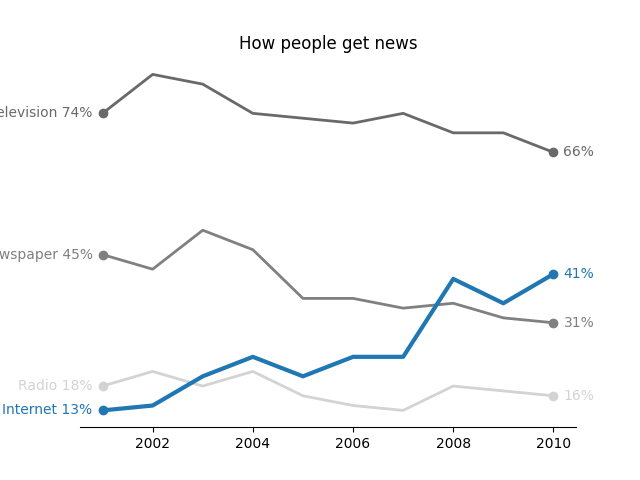 How people get news
elevision 74%
66%
wspaper 45%
41%
31%
Radio 18%
16%
Internet 13%
2002 2004 2006 2008 2010